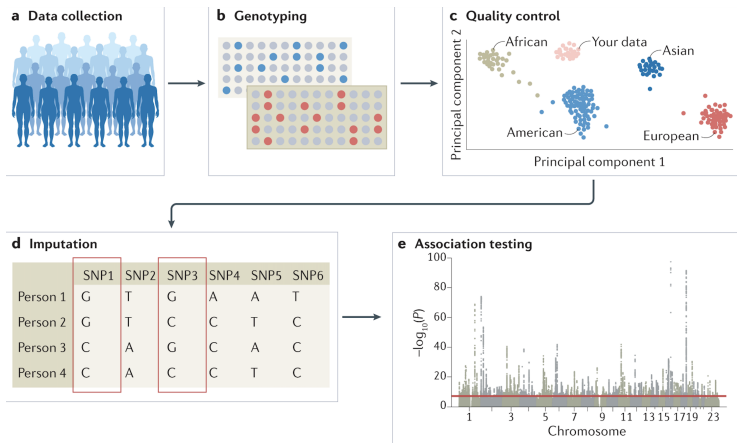 a Data collection
b Genotyping
c Quality control
Principal component 2
African
Your data
Asian
American
European
Principal component 1
d Imputation
SNP1 SNP2 SNP3 SNP4 SNP5 SNP6
Person 1 G T G A A T
Person 2 G T C C T C
Person 3 C A G C A C
Person 4 C A C C T C
e Association testing
–log10(P)
100
80
60
40
20
0
1 3 5 7 9 11 13 15 17 19 23
Chromosome